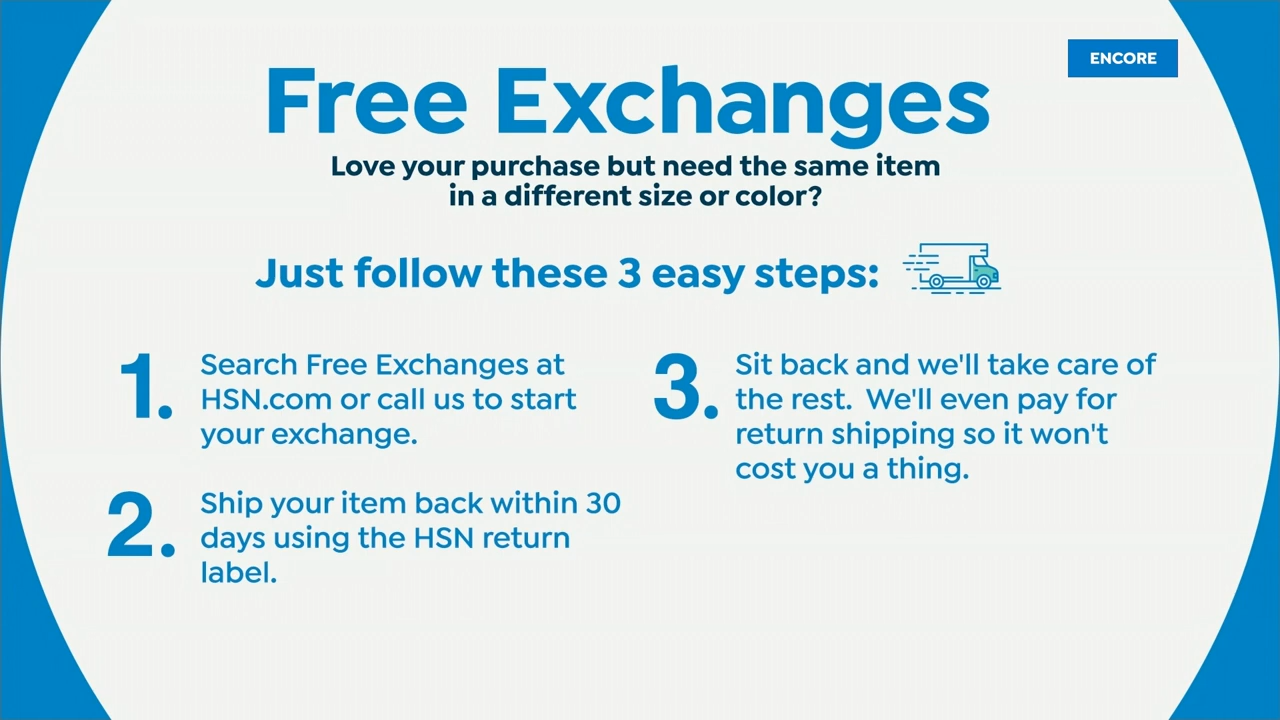 ENCORE
Free Exchanges
Love your purchase but need the same item
in a different size or color?
Just follow these 3 easy steps:
1. Search Free Exchanges at
HSN.com or call us to start
your exchange.
2. Ship your item back within 30
days using the HSN return
label.
3. Sit back and we'll take care of
the rest.  We'll even pay for
return shipping so it won't
cost you a thing.